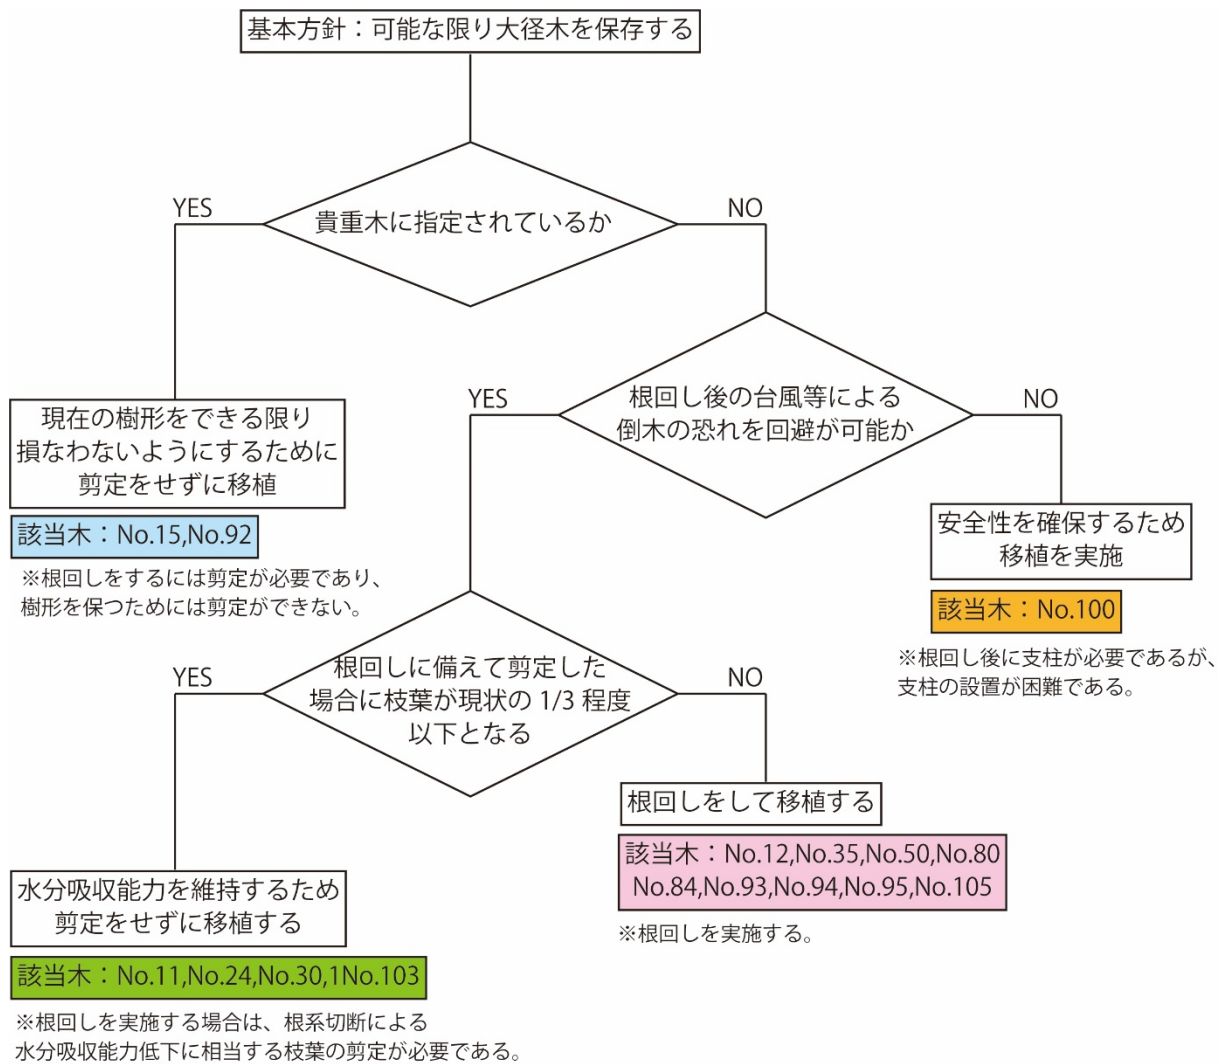 基本方針：可能な限り大径木を保存する
貴重木に指定されているか
YES
NO
現在の樹形をできる限り
損なわないようにするために
剪定をせずに移植
該当木：No.15,No.92
※根回しをするには剪定が必要であり、
樹形を保つためには剪定ができない。
根回し後の台風等による
倒木の恐れを回避が可能か
YES
NO
安全性を確保するため
移植を実施
該当木：No.100
※根回し後に支柱が必要であるが、
支柱の設置が困難である。
根回しに備えて剪定した
場合に枝葉が現状の 1/3 程度
以下となる
YES
NO
根回しをして移植する
該当木：No.12,No.35,No.50,No.80
No.84,No.93,No.94,No.95,No.105
※根回しを実施する。
水分吸収能力を維持するため
剪定をせずに移植する
該当木：No.11,No.24,No.30,1No.103
※根回しを実施する場合は、根系切断による
水分吸収能力低下に相当する枝葉の剪定が必要である。